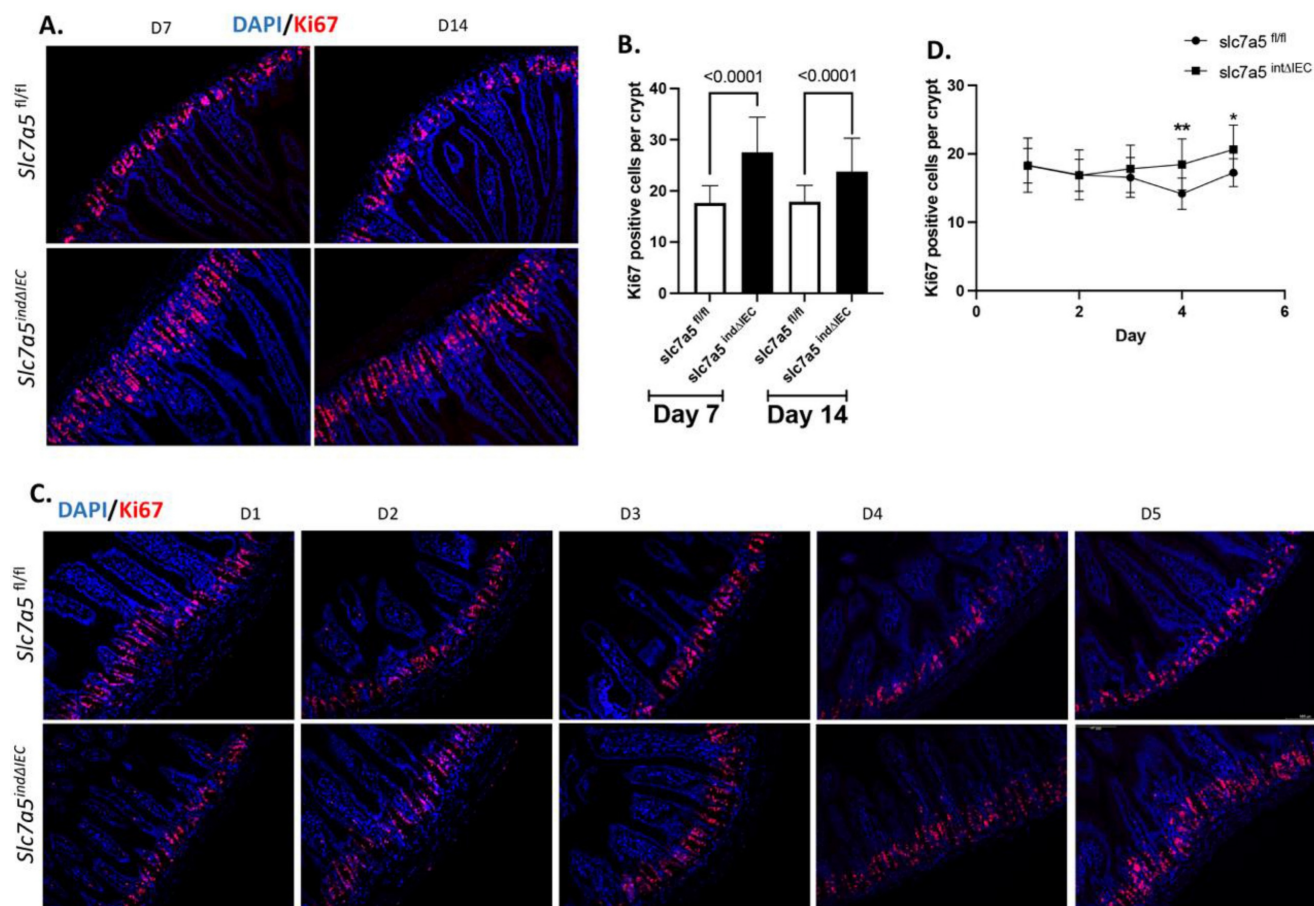 A.
DAPI/Ki67
D7
D14
Slc7a5 fl/fl
Slc7a5indΔIEC
B.
Ki67 positive cells per crypt
40
30
20
10
0
<0.0001
<0.0001
slc7a5 fl/fl
slc7a5 indΔIEC
slc7a5 fl/fl
slc7a5 indΔIEC
Day 7
Day 14
D.
slc7a5 fl/fl
slc7a5 intΔIEC
Ki67 positive cells per crypt
30
20
10
0
**
*
0
2
4
6
Day
C.
DAPI/Ki67
D1
D2
D3
D4
D5
Slc7a5 fl/fl
Slc7a5indΔIEC